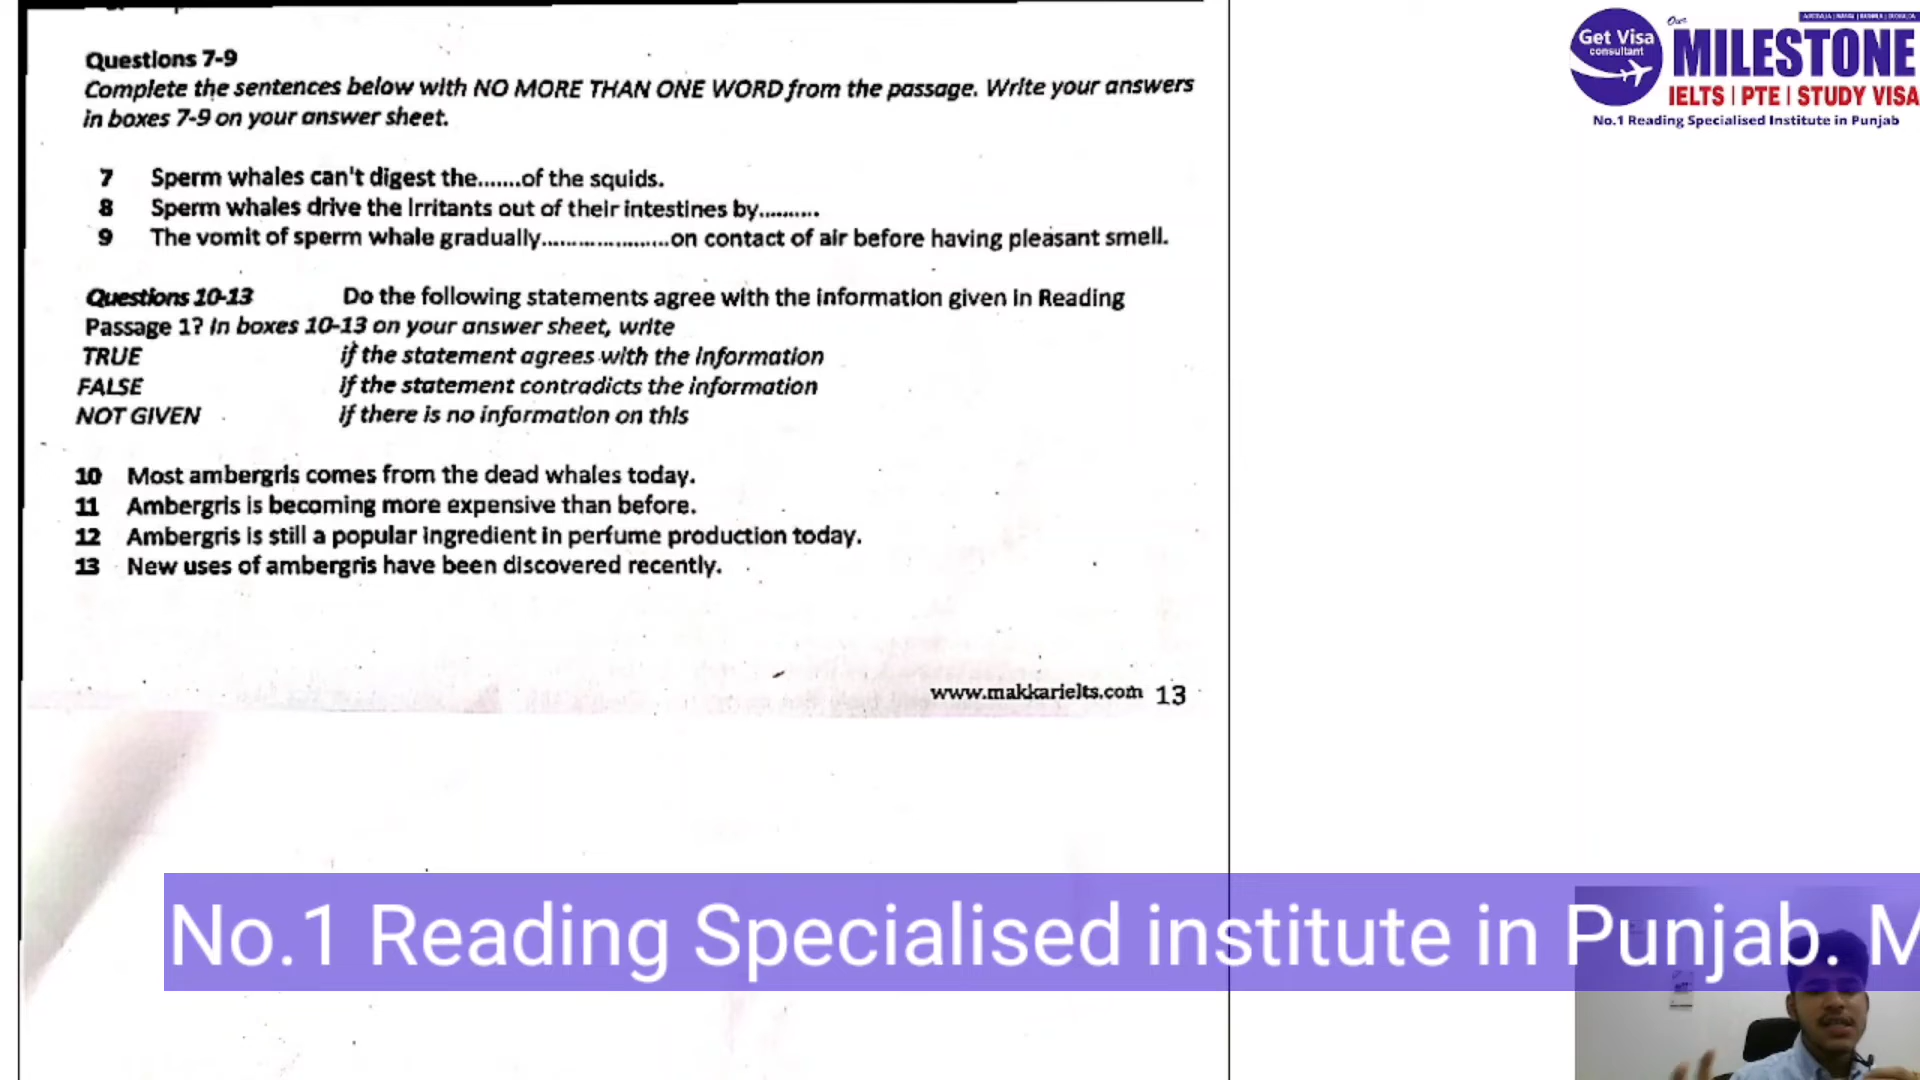 Questions 7-9
Complete the sentences below with NO MORE THAN ONE WORD from the passage. Write your answers
in boxes 7-9 on your answer sheet.
7 Sperm whales can't digest the.......of the squids.
8 Sperm whales drive the irritants out of their intestines by..........
9 The vomit of sperm whale gradually.....................on contact of air before having pleasant smell.
Questions 10-13 Do the following statements agree with the information given in Reading
Passage 1? In boxes 10-13 on your answer sheet, write
TRUE if the statement agrees with the information
FALSE if the statement contradicts the information
NOT GIVEN if there is no information on this
10 Most ambergris comes from the dead whales today.
11 Ambergris is becoming more expensive than before.
12 Ambergris is still a popular ingredient in perfume production today.
13 New uses of ambergris have been discovered recently.
www.makkarielts.com 13
Get Visa
consultant
Our
MILESTONE
IELTS | PTE | STUDY VISA
No.1 Reading Specialised Institute in Punjab
No.1 Reading Specialised institute in Punjab. M